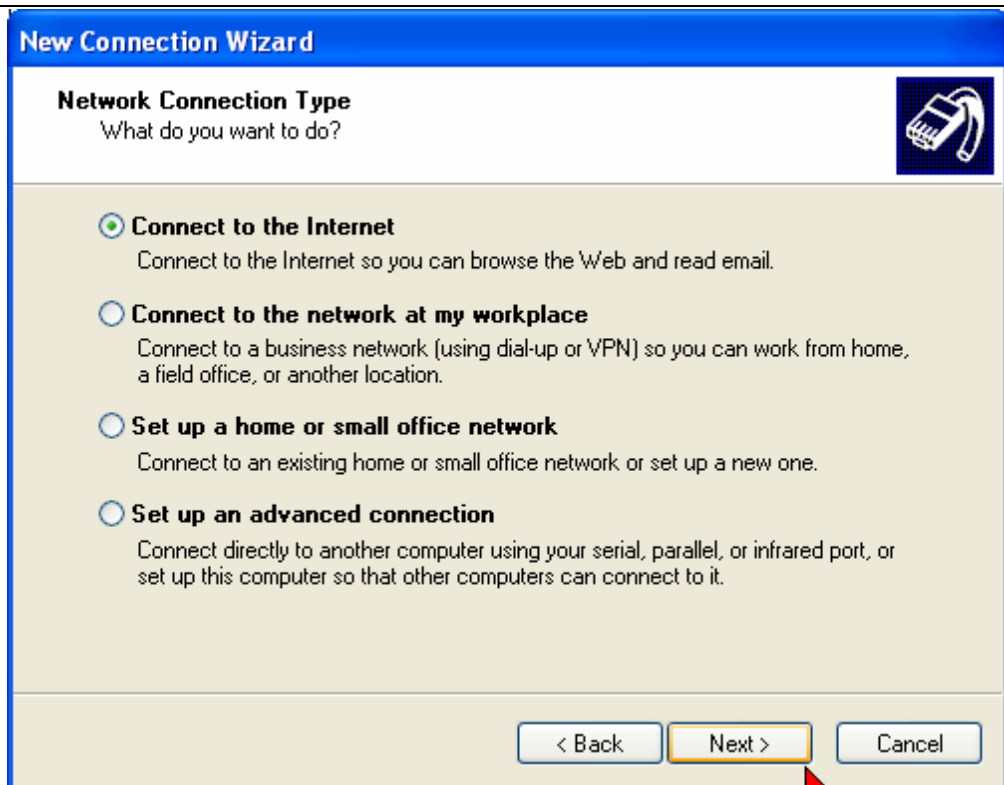 New Connection Wizard
Network Connection Type
What do you want to do?
Connect to the Internet
Connect to the Internet so you can browse the Web and read email.
Connect to the network at my workplace
Connect to a business network (using dial-up or VPN) so you can work from home,
a field office, or another location.
Set up a home or small office network
Connect to an existing home or small office network or set up a new one.
Set up an advanced connection
Connect directly to another computer using your serial, parallel, or infrared port, or
set up this computer so that other computers can connect to it.
< Back Next > Cancel